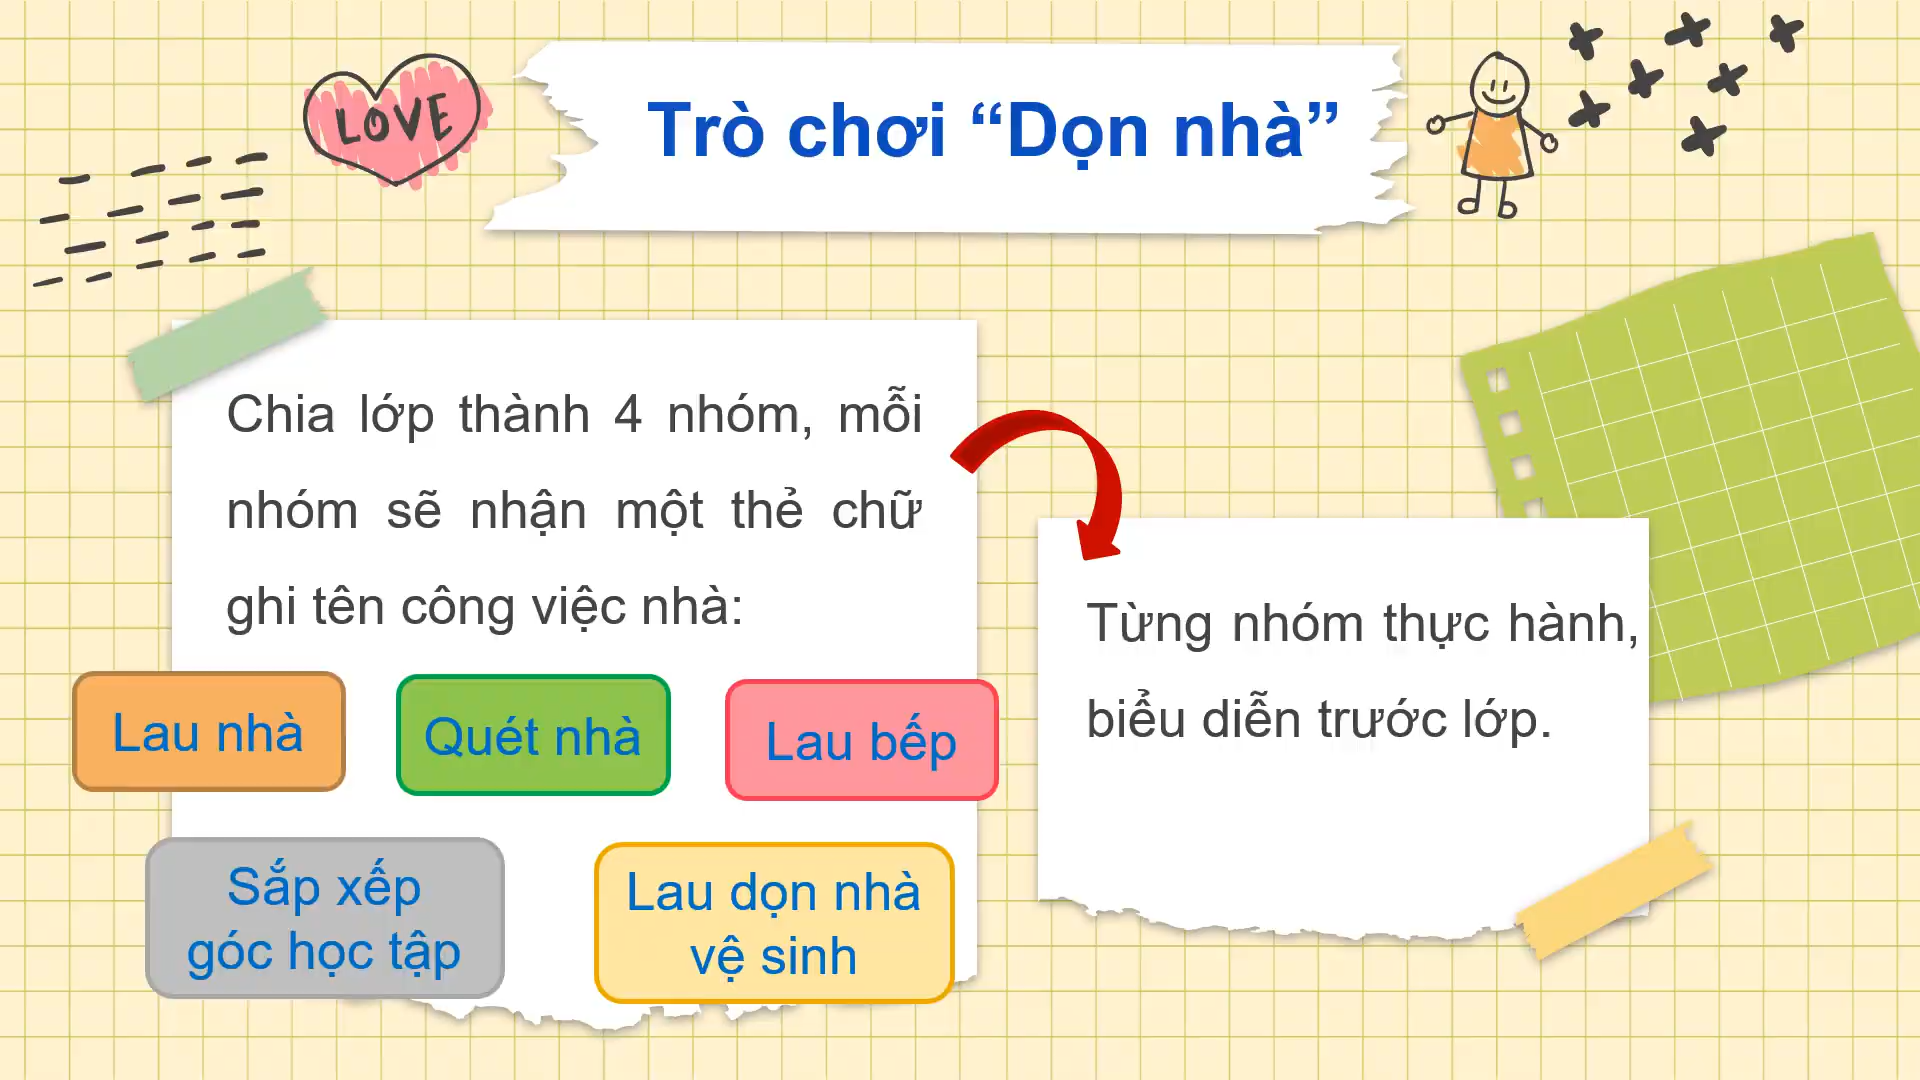 LOVE
Trò chơi “Dọn nhà”
Chia lớp thành 4 nhóm, mỗi
nhóm sẽ nhận một thẻ chữ
ghi tên công việc nhà:
Lau nhà
Quét nhà
Lau bếp
Sắp xếp
góc học tập
Lau dọn nhà
vệ sinh
Từng nhóm thực hành,
biểu diễn trước lớp.